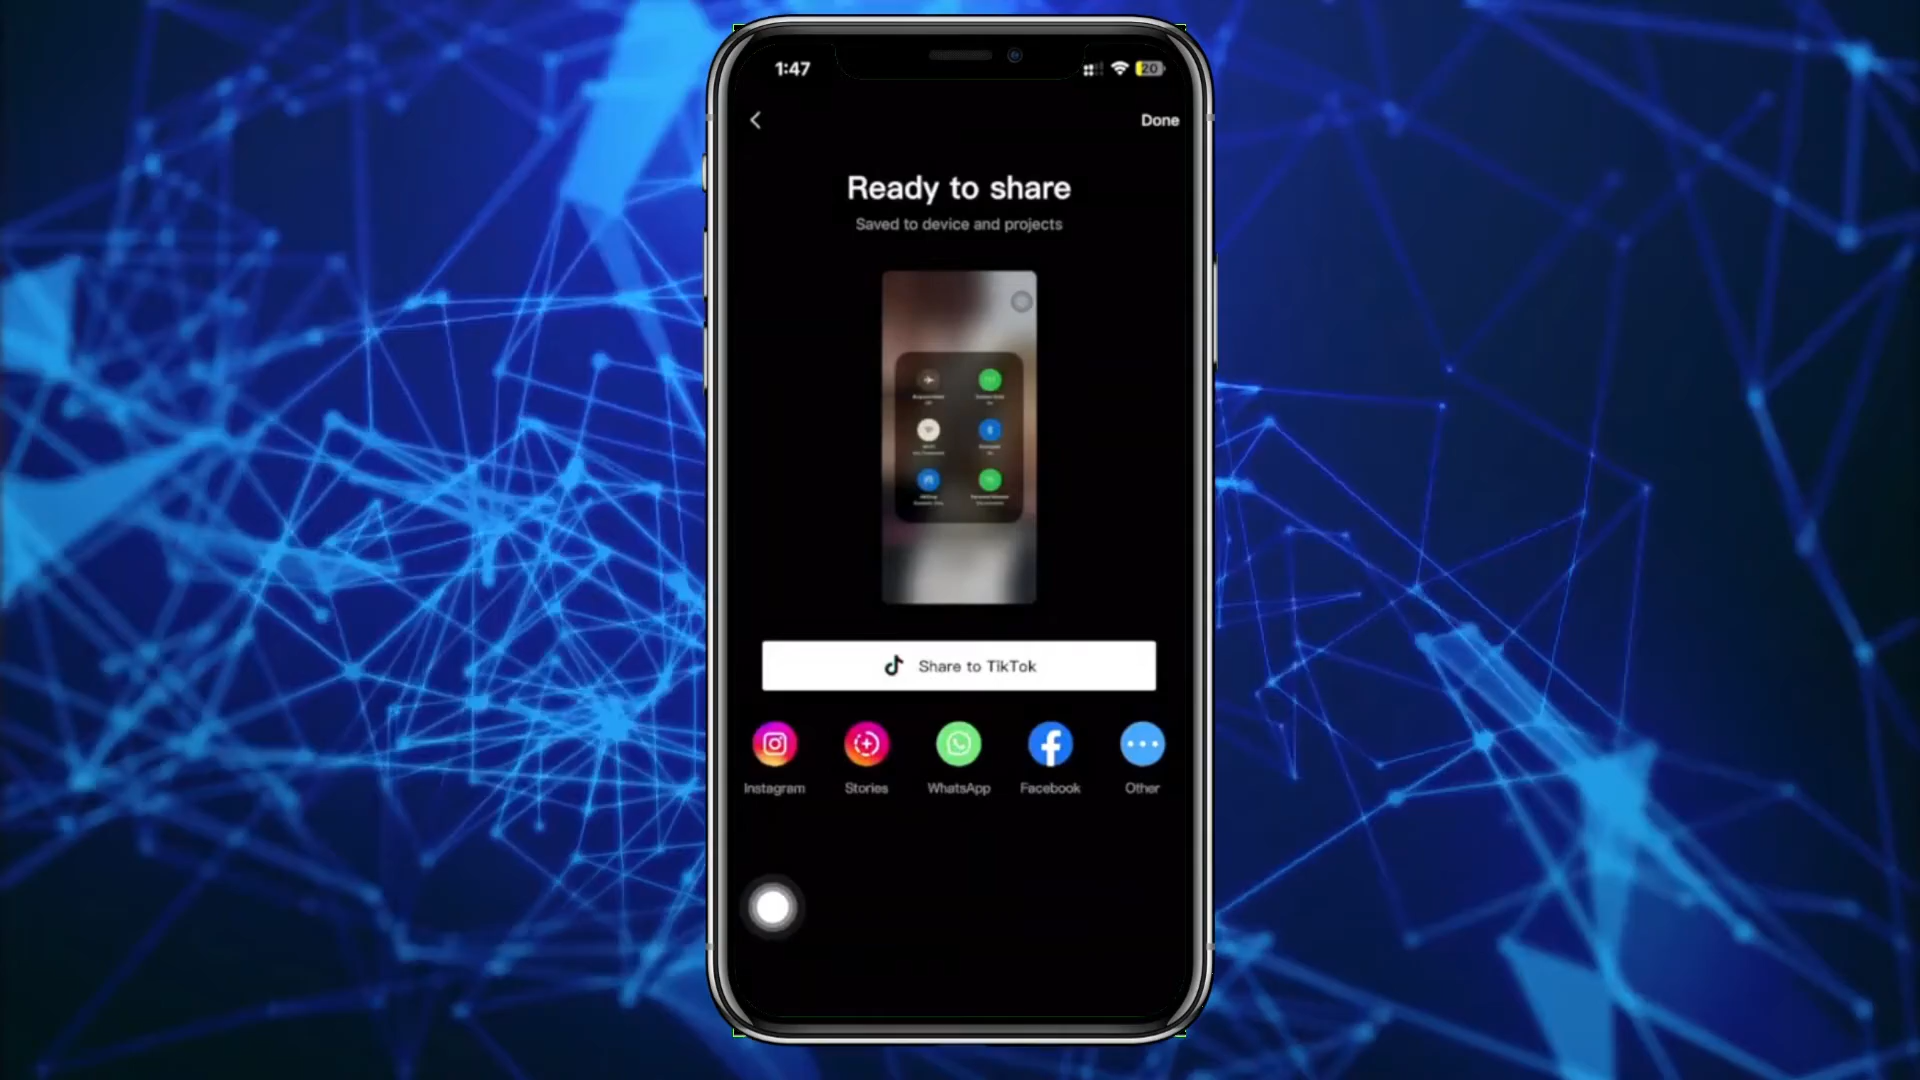 1:47
20
Done
Ready to share
Saved to device and projects
Share to TikTok
Instagram
Stories
WhatsApp
Facebook
Other